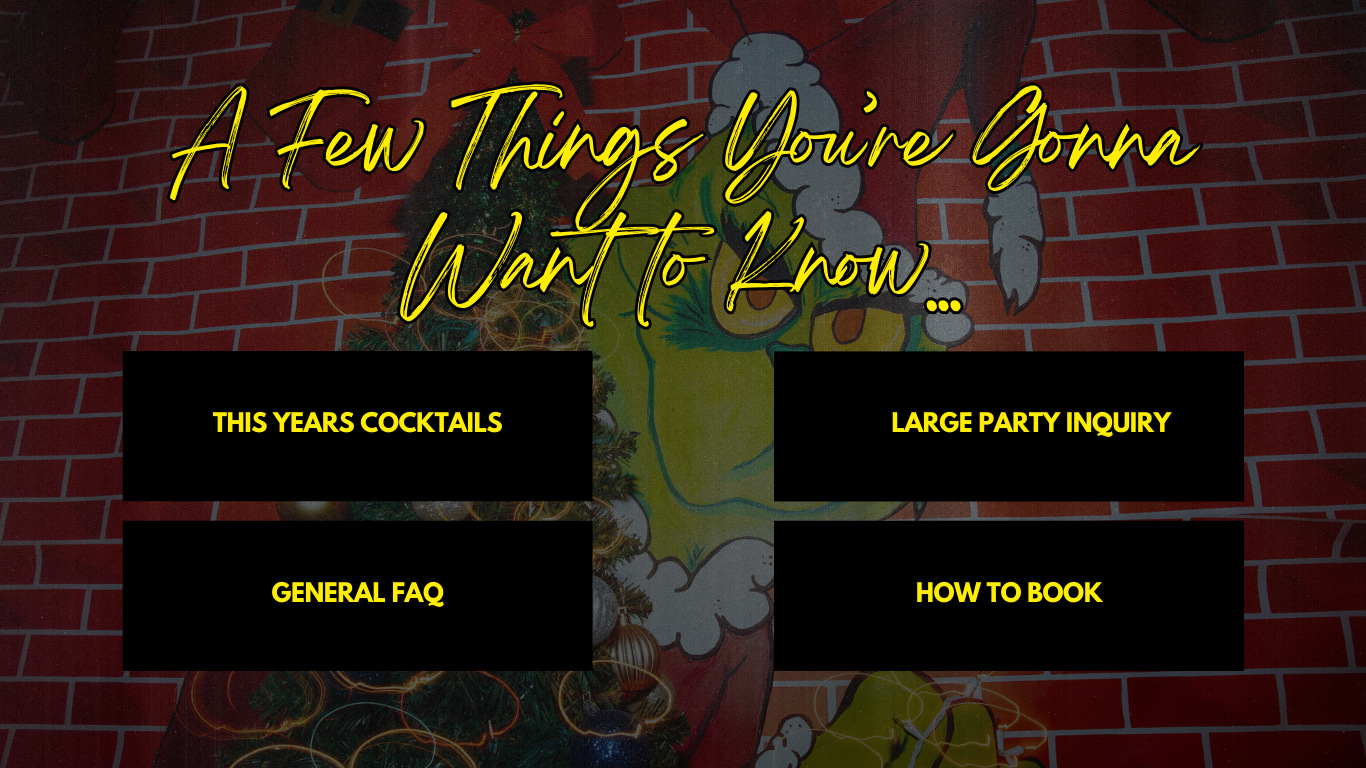 A Few Things You're Gonna
Want to Know...
THIS YEARS COCKTAILS
LARGE PARTY INQUIRY
GENERAL FAQ
HOW TO BOOK